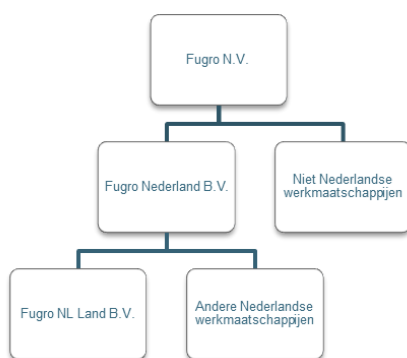 Fugro N.V.
Fugro Nederland B.V.
Niet Nederlandse
werkmaatschappijen
Fugro NL Land B.V.
Andere Nederlandse
werkmaatschappijen